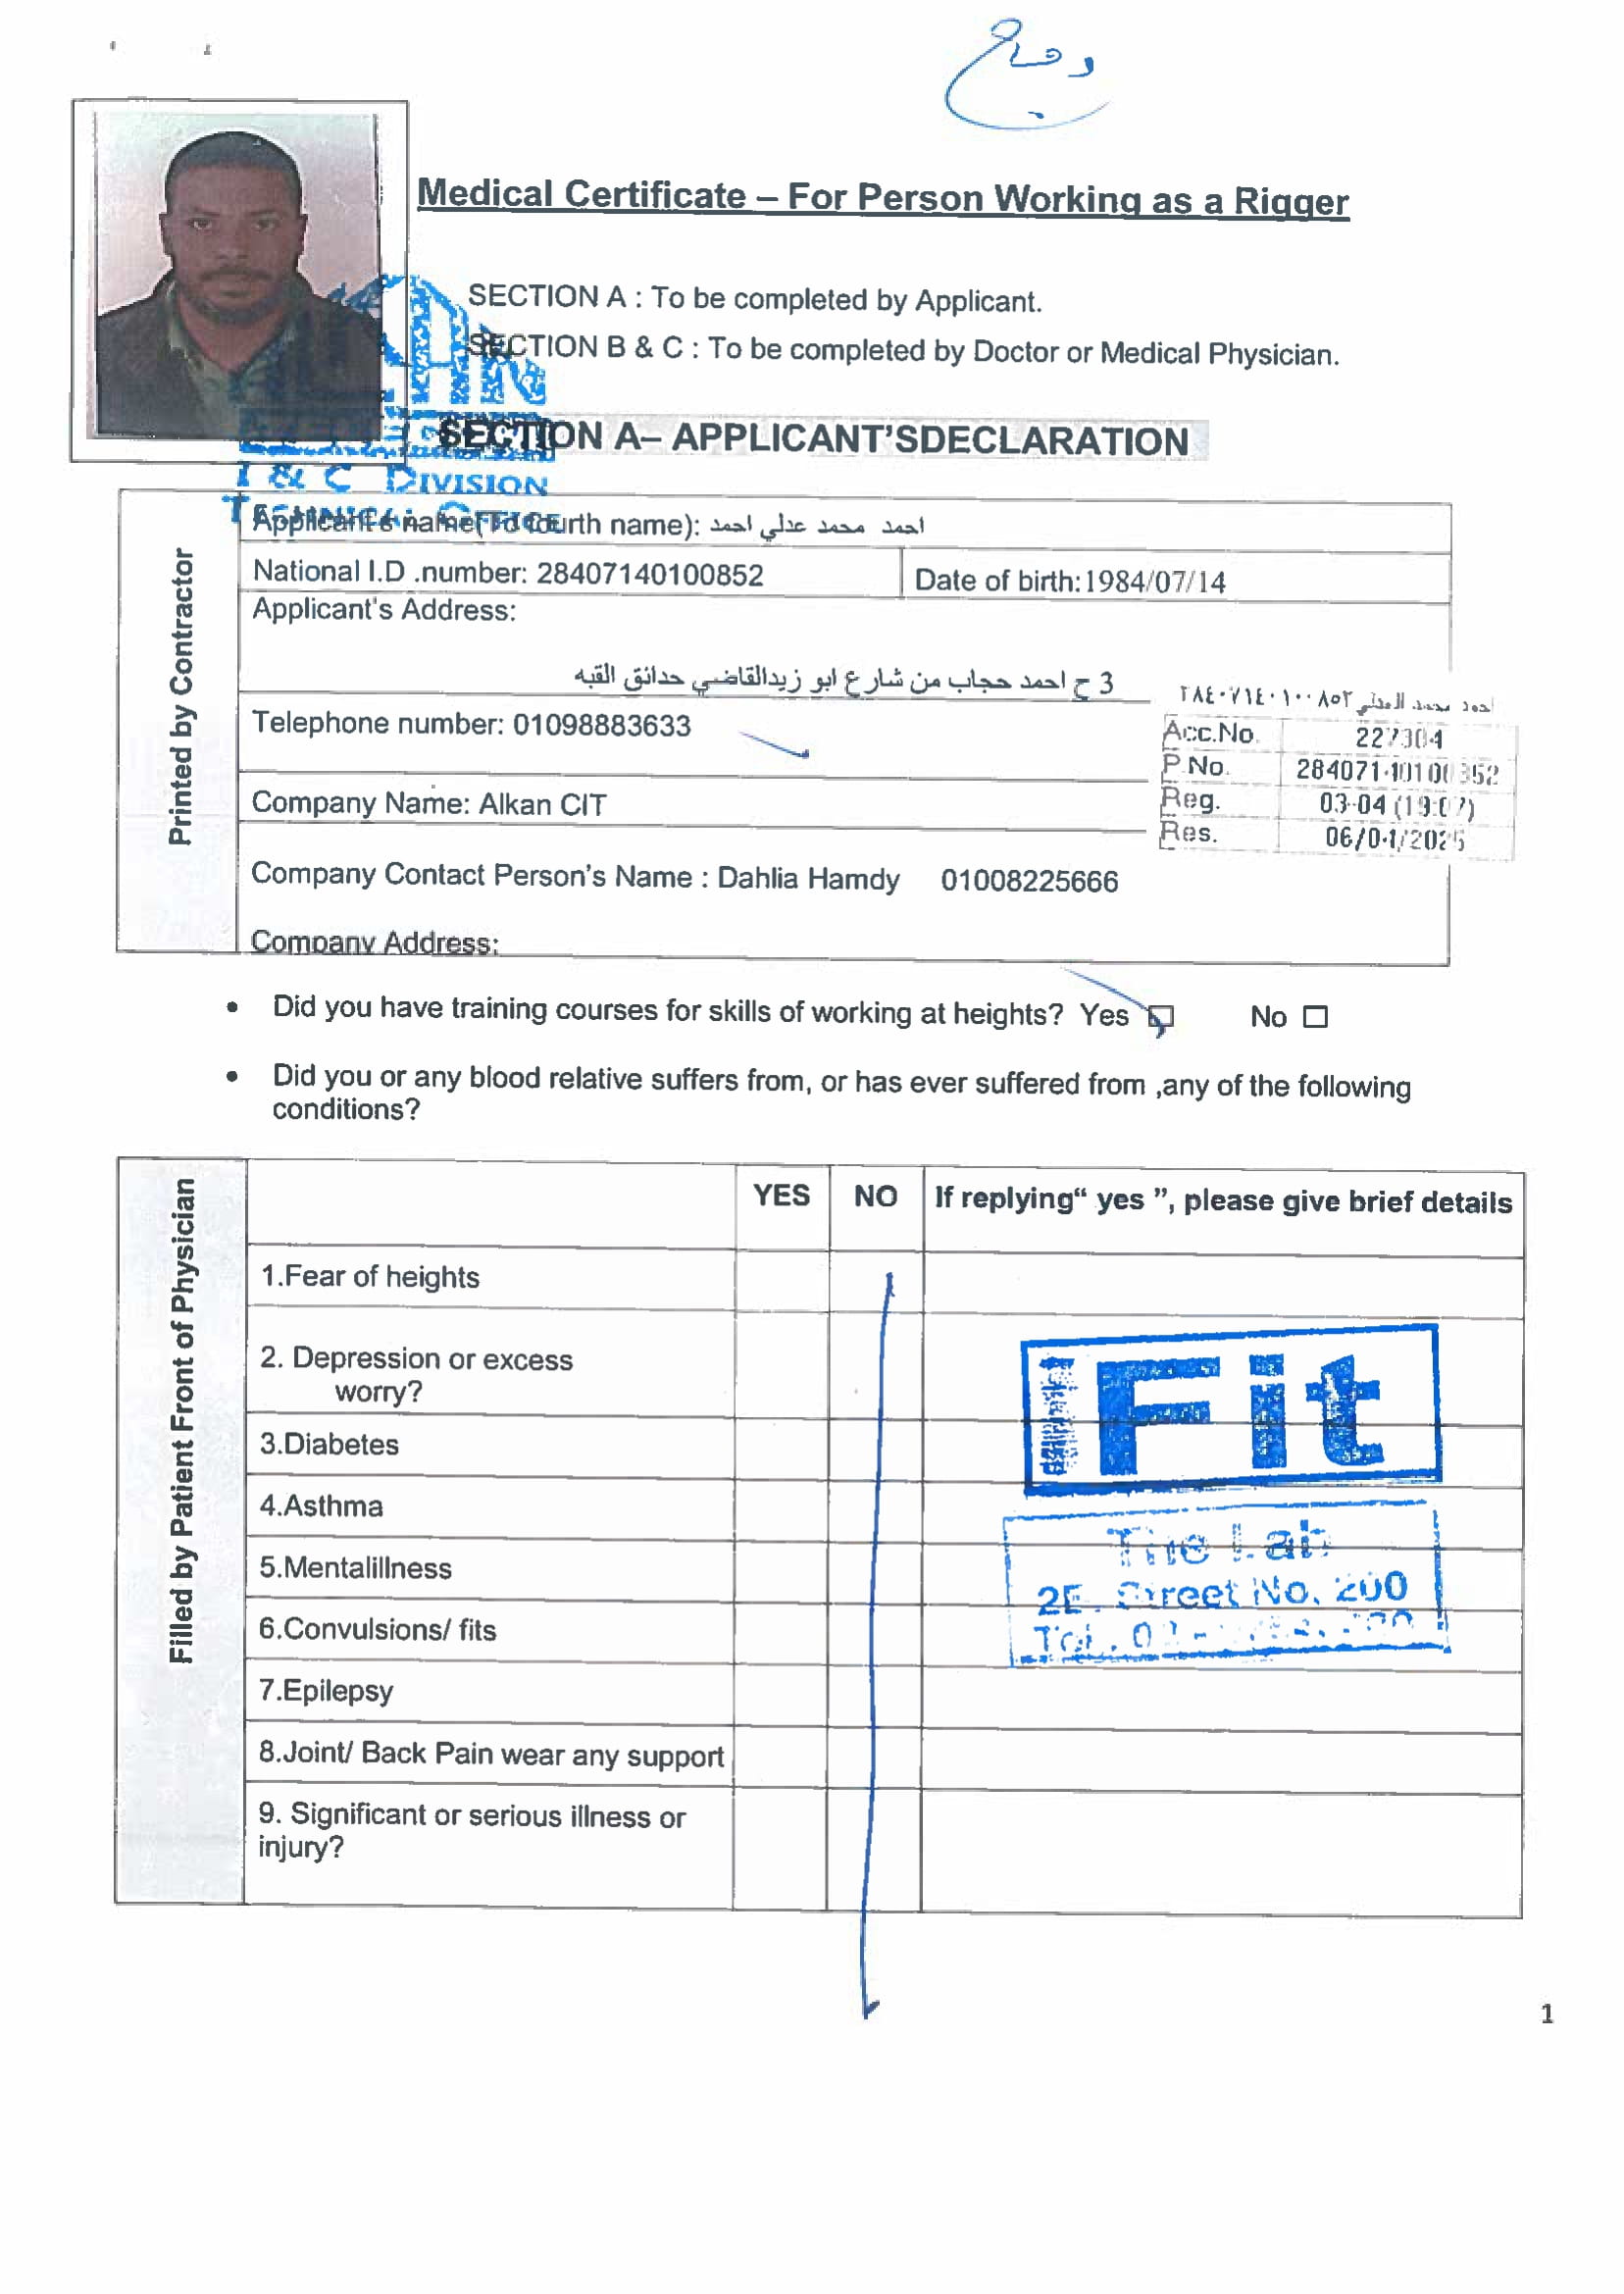 Medical Certificate – For Person Working as a Rigger
SECTION A : To be completed by Applicant.
SECTION B & C : To be completed by Doctor or Medical Physician.
SECTION A– APPLICANT'SDECLARATION
T & C DIVISION
TECHNICAL OFFICE
Printed by Contractor
Applicant's name(To fourth name): احمد محمد عدلي احمد
National I.D .number: 28407140100852
Date of birth:1984/07/14
Applicant's Address:
3 ح احمد حجاب من شارع ابو زيدالقاضي حدائق القبه
Telephone number: 01098883633
احمد محمد العدلي ٢٨٤٠٧١٤٠١٠٠٨٥٢
Acc.No. 227304
P.No. 28407140100852
Reg. 03-04 (19:07)
Res. 06/04/2025
Company Name: Alkan CIT
Company Contact Person's Name : Dahlia Hamdy 01008225666
Company Address:
• Did you have training courses for skills of working at heights? Yes ☐ No ☐
• Did you or any blood relative suffers from, or has ever suffered from ,any of the following
conditions?
Filled by Patient Front of Physician
YES NO If replying“ yes ”, please give brief details
1.Fear of heights
2. Depression or excess
worry?
3.Diabetes
4.Asthma
5.Mentalillness
6.Convulsions/ fits
7.Epilepsy
8.Joint/ Back Pain wear any support
9. Significant or serious illness or
injury?
Fit
The Lab
Street No. 200
1